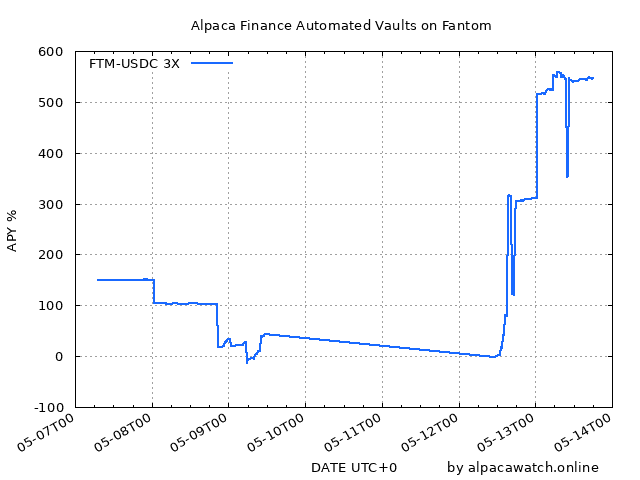 Alpaca Finance Automated Vaults on Fantom
FTM-USDC 3X
600
500
400
300
200
100
0
-100
APY %
05-07T00
05-08T00
05-09T00
05-10T00
05-11T00
05-12T00
05-13T00
05-14T00
DATE UTC+0
by alpacawatch.online